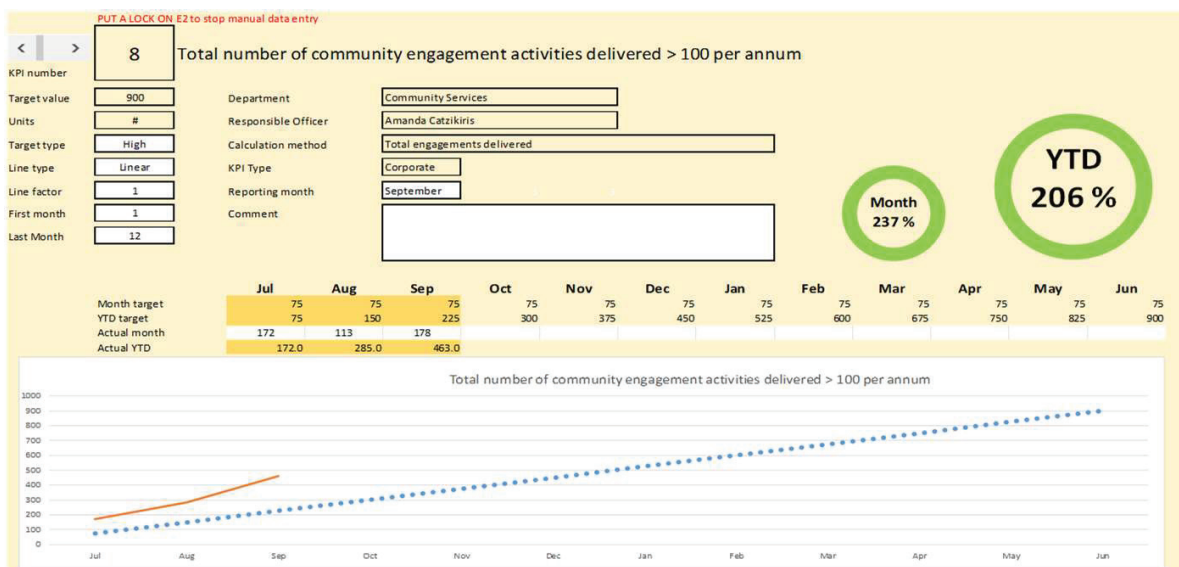 PUT A LOCK ON E2 to stop manual data entry
< >
8
Total number of community engagement activities delivered > 100 per annum
KPI number
Target value 900 Department Community Services
Units # Responsible Officer Amanda Catzikiris
Target type High Calculation method Total engagements delivered
Line type Linear KPI Type Corporate
Line factor 1 Reporting month September
First month 1 Comment
Last Month 12
Month
237 %
YTD
206 %
Jul Aug Sep Oct Nov Dec Jan Feb Mar Apr May Jun
Month target 75 75 75 75 75 75 75 75 75 75 75 75
YTD target 75 150 225 300 375 450 525 600 675 750 825 900
Actual month 172 113 178
Actual YTD 172.0 285.0 463.0
Total number of community engagement activities delivered > 100 per annum
1000
900
800
700
600
500
400
300
200
100
0
Jul Aug Sep Oct Nov Dec Jan Feb Mar Apr May Jun